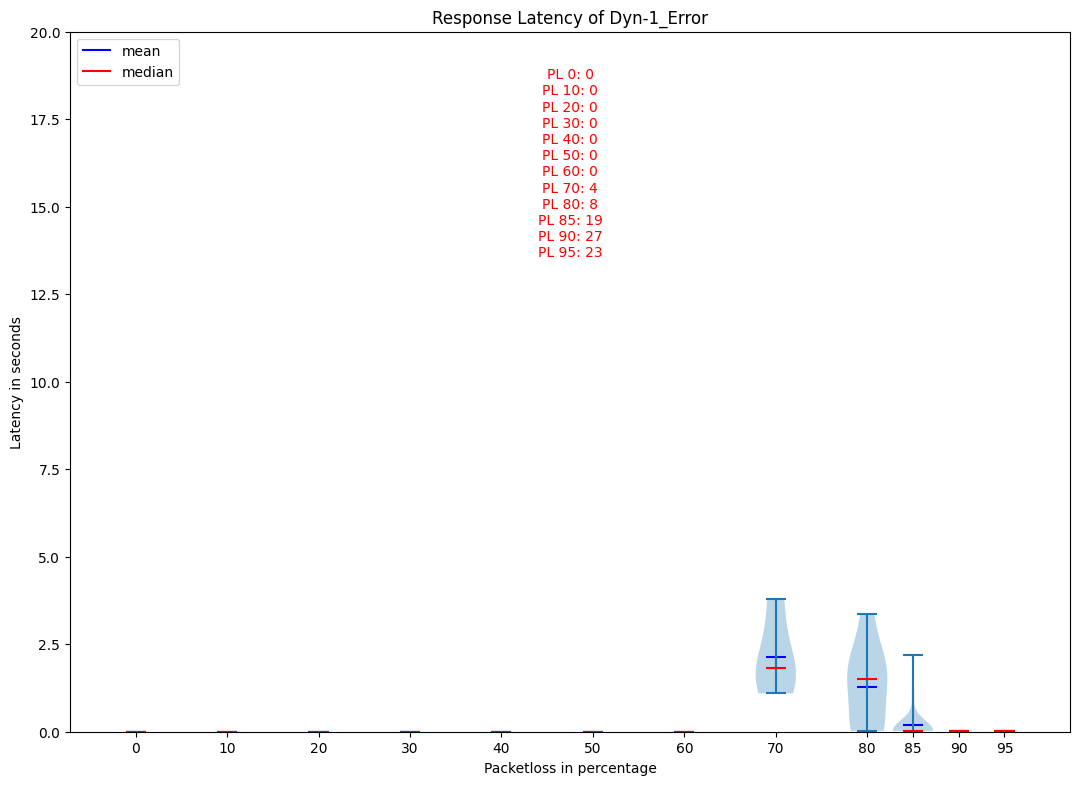 Response Latency of Dyn-1_Error
mean
median
PL 0: 0
PL 10: 0
PL 20: 0
PL 30: 0
PL 40: 0
PL 50: 0
PL 60: 0
PL 70: 4
PL 80: 8
PL 85: 19
PL 90: 27
PL 95: 23
Latency in seconds
20.0
17.5
15.0
12.5
10.0
7.5
5.0
2.5
0.0
0 10 20 30 40 50 60 70 80 85 90 95
Packetloss in percentage